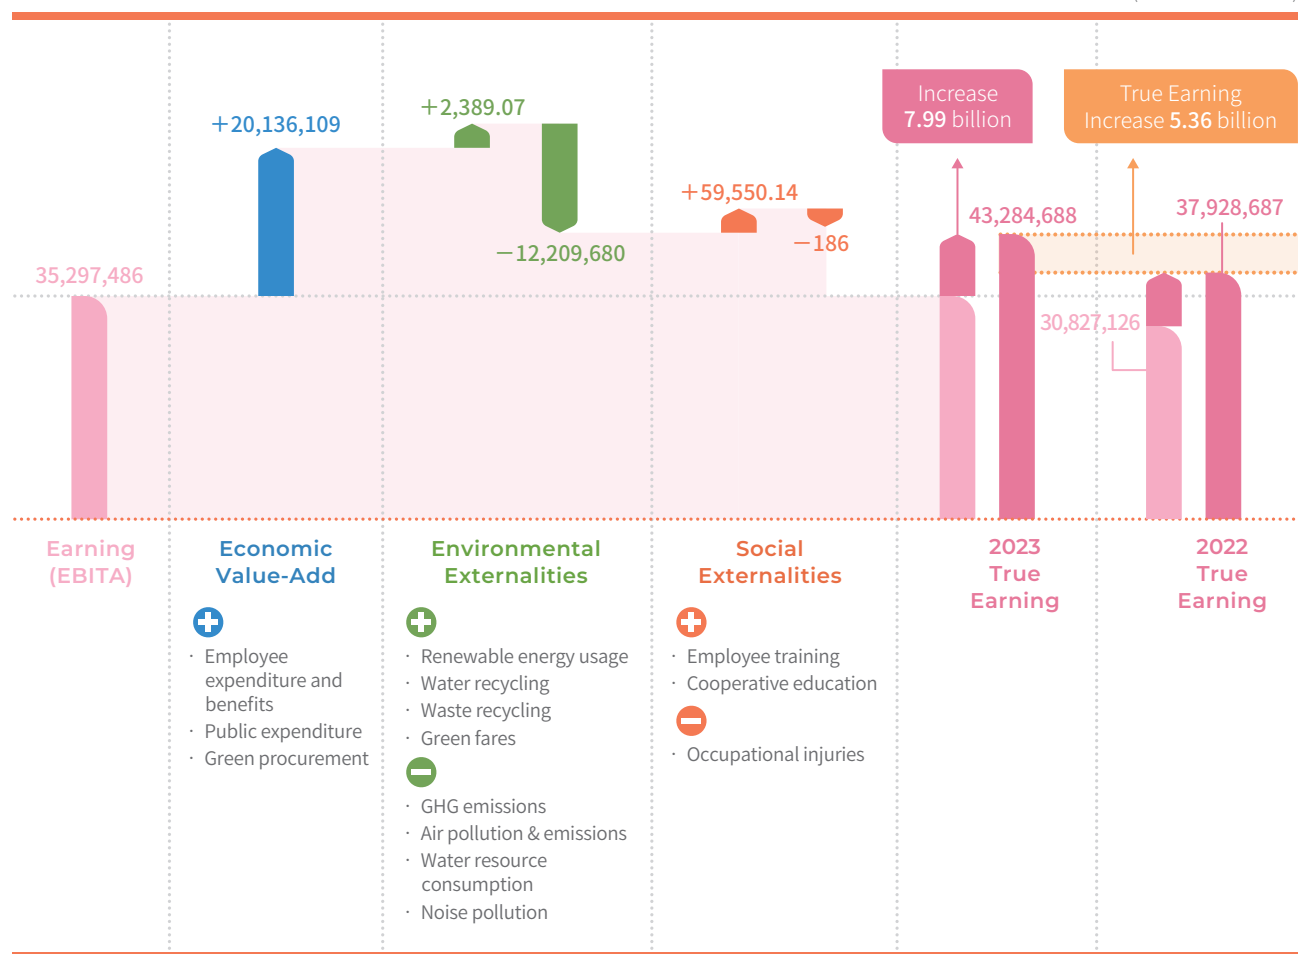 +20,136,109
+2,389.07
−12,209,680
+59,550.14
−186
35,297,486
Increase
7.99 billion
True Earning
Increase 5.36 billion
43,284,688
37,928,687
30,827,126
Earning
(EBITA)
Economic
Value-Add
· Employee
expenditure and
benefits
· Public expenditure
· Green procurement
Environmental
Externalities
· Renewable energy usage
· Water recycling
· Waste recycling
· Green fares
· GHG emissions
· Air pollution & emissions
· Water resource
consumption
· Noise pollution
Social
Externalities
· Employee training
· Cooperative education
· Occupational injuries
2023
True
Earning
2022
True
Earning